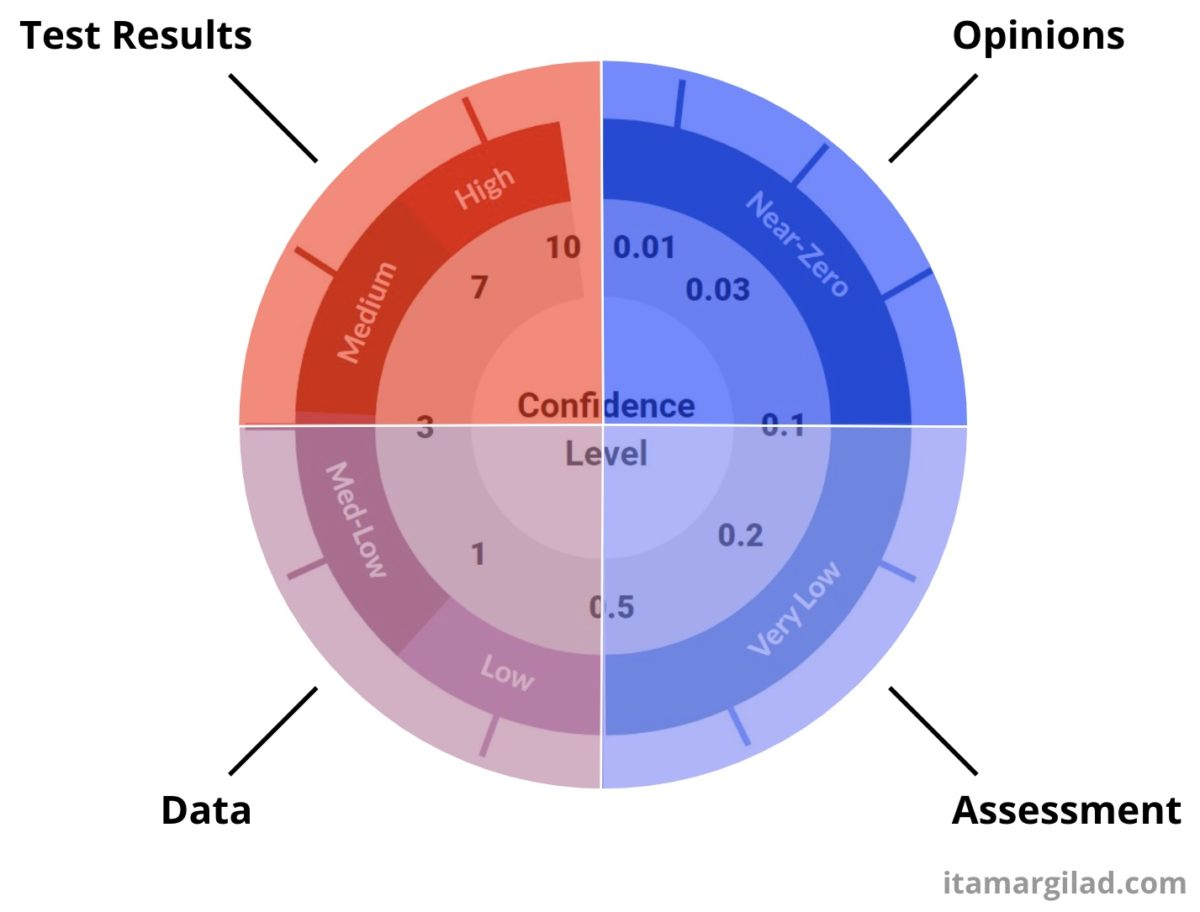 Test Results
Opinions
High
Near-Zero
10
0.01
7
0.03
Medium
Confidence
Level
3
0.1
Med-Low
0.2
1
0.5
Very Low
Low
Data
Assessment
itamargilad.com